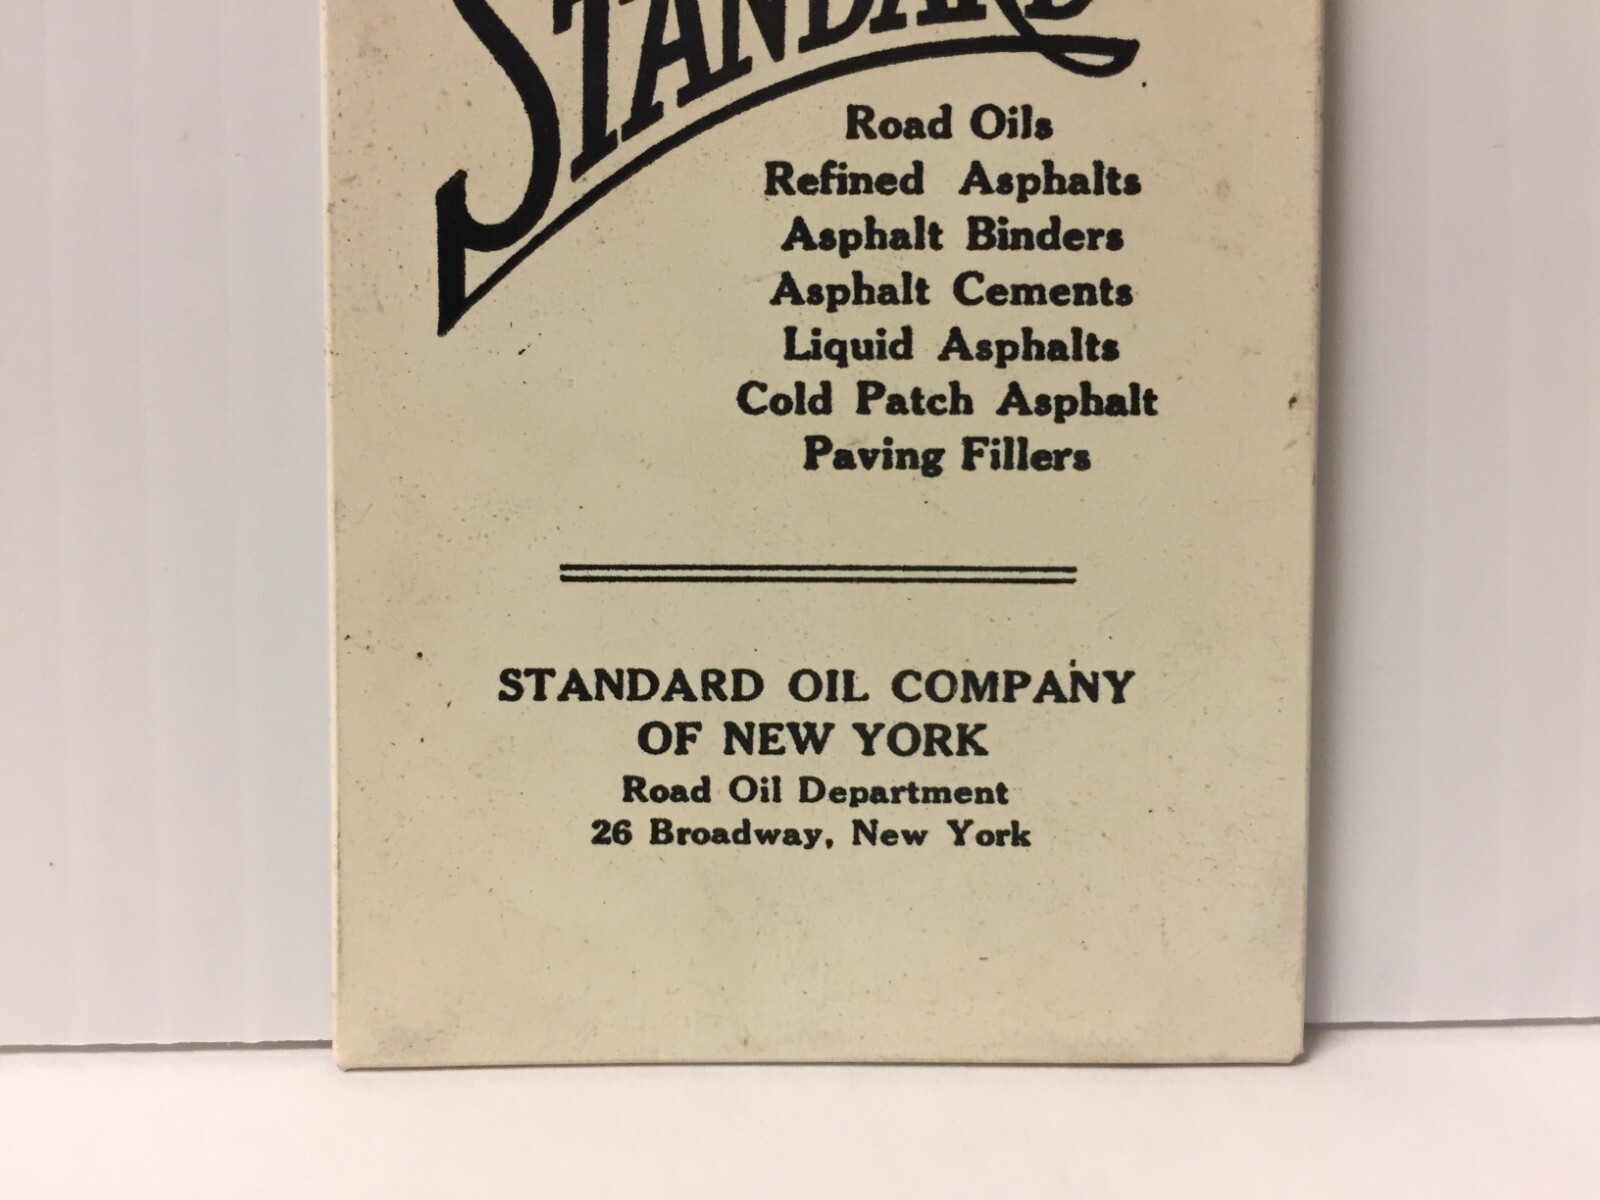 STANDARD
Road Oils
Refined Asphalts
Asphalt Binders
Asphalt Cements
Liquid Asphalts
Cold Patch Asphalt
Paving Fillers
STANDARD OIL COMPANY
OF NEW YORK
Road Oil Department
26 Broadway, New York